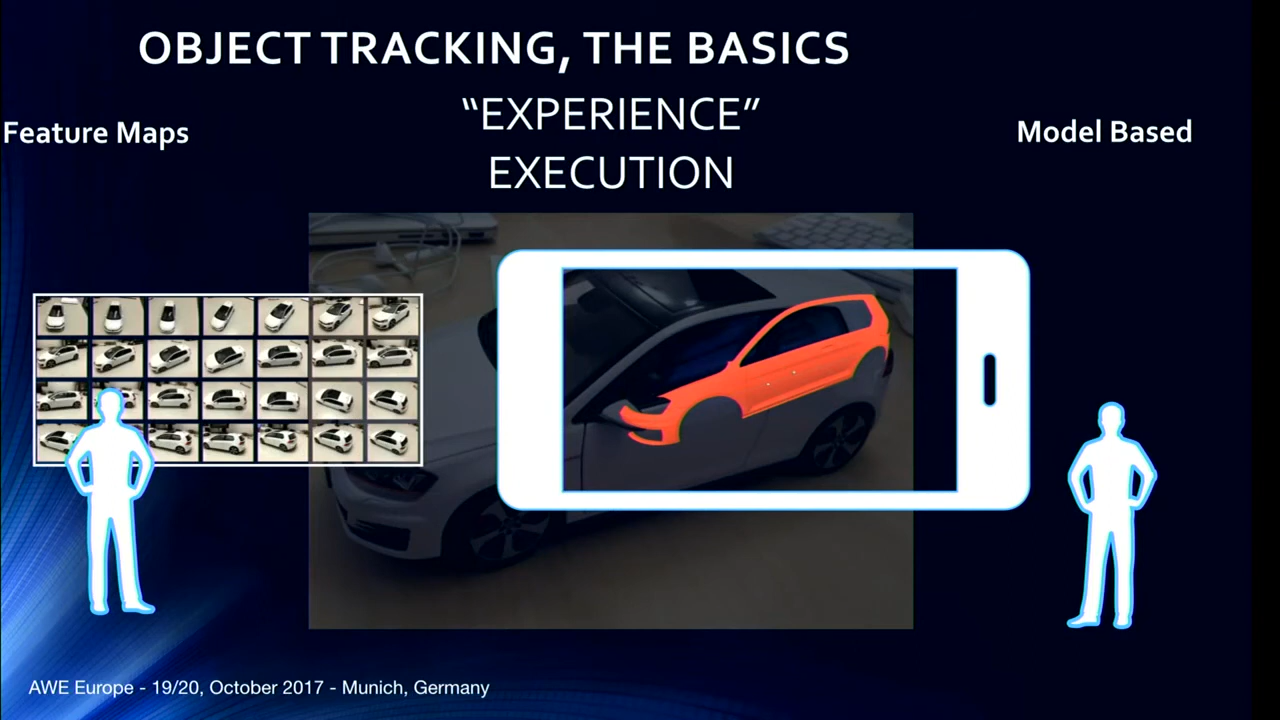 OBJECT TRACKING, THE BASICS
“EXPERIENCE”
EXECUTION
Feature Maps
Model Based
AWE Europe - 19/20, October 2017 - Munich, Germany